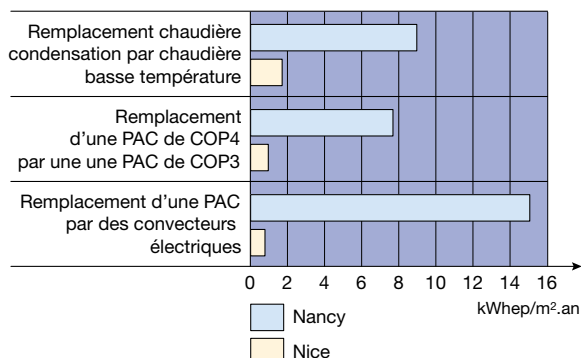 Remplacement chaudière
condensation par chaudière
basse température
Remplacement
d'une PAC de COP4
par une une PAC de COP3
Remplacement d'une PAC
par des convecteurs
électriques
0 2 4 6 8 10 12 14 16
kWhep/m².an
Nancy
Nice